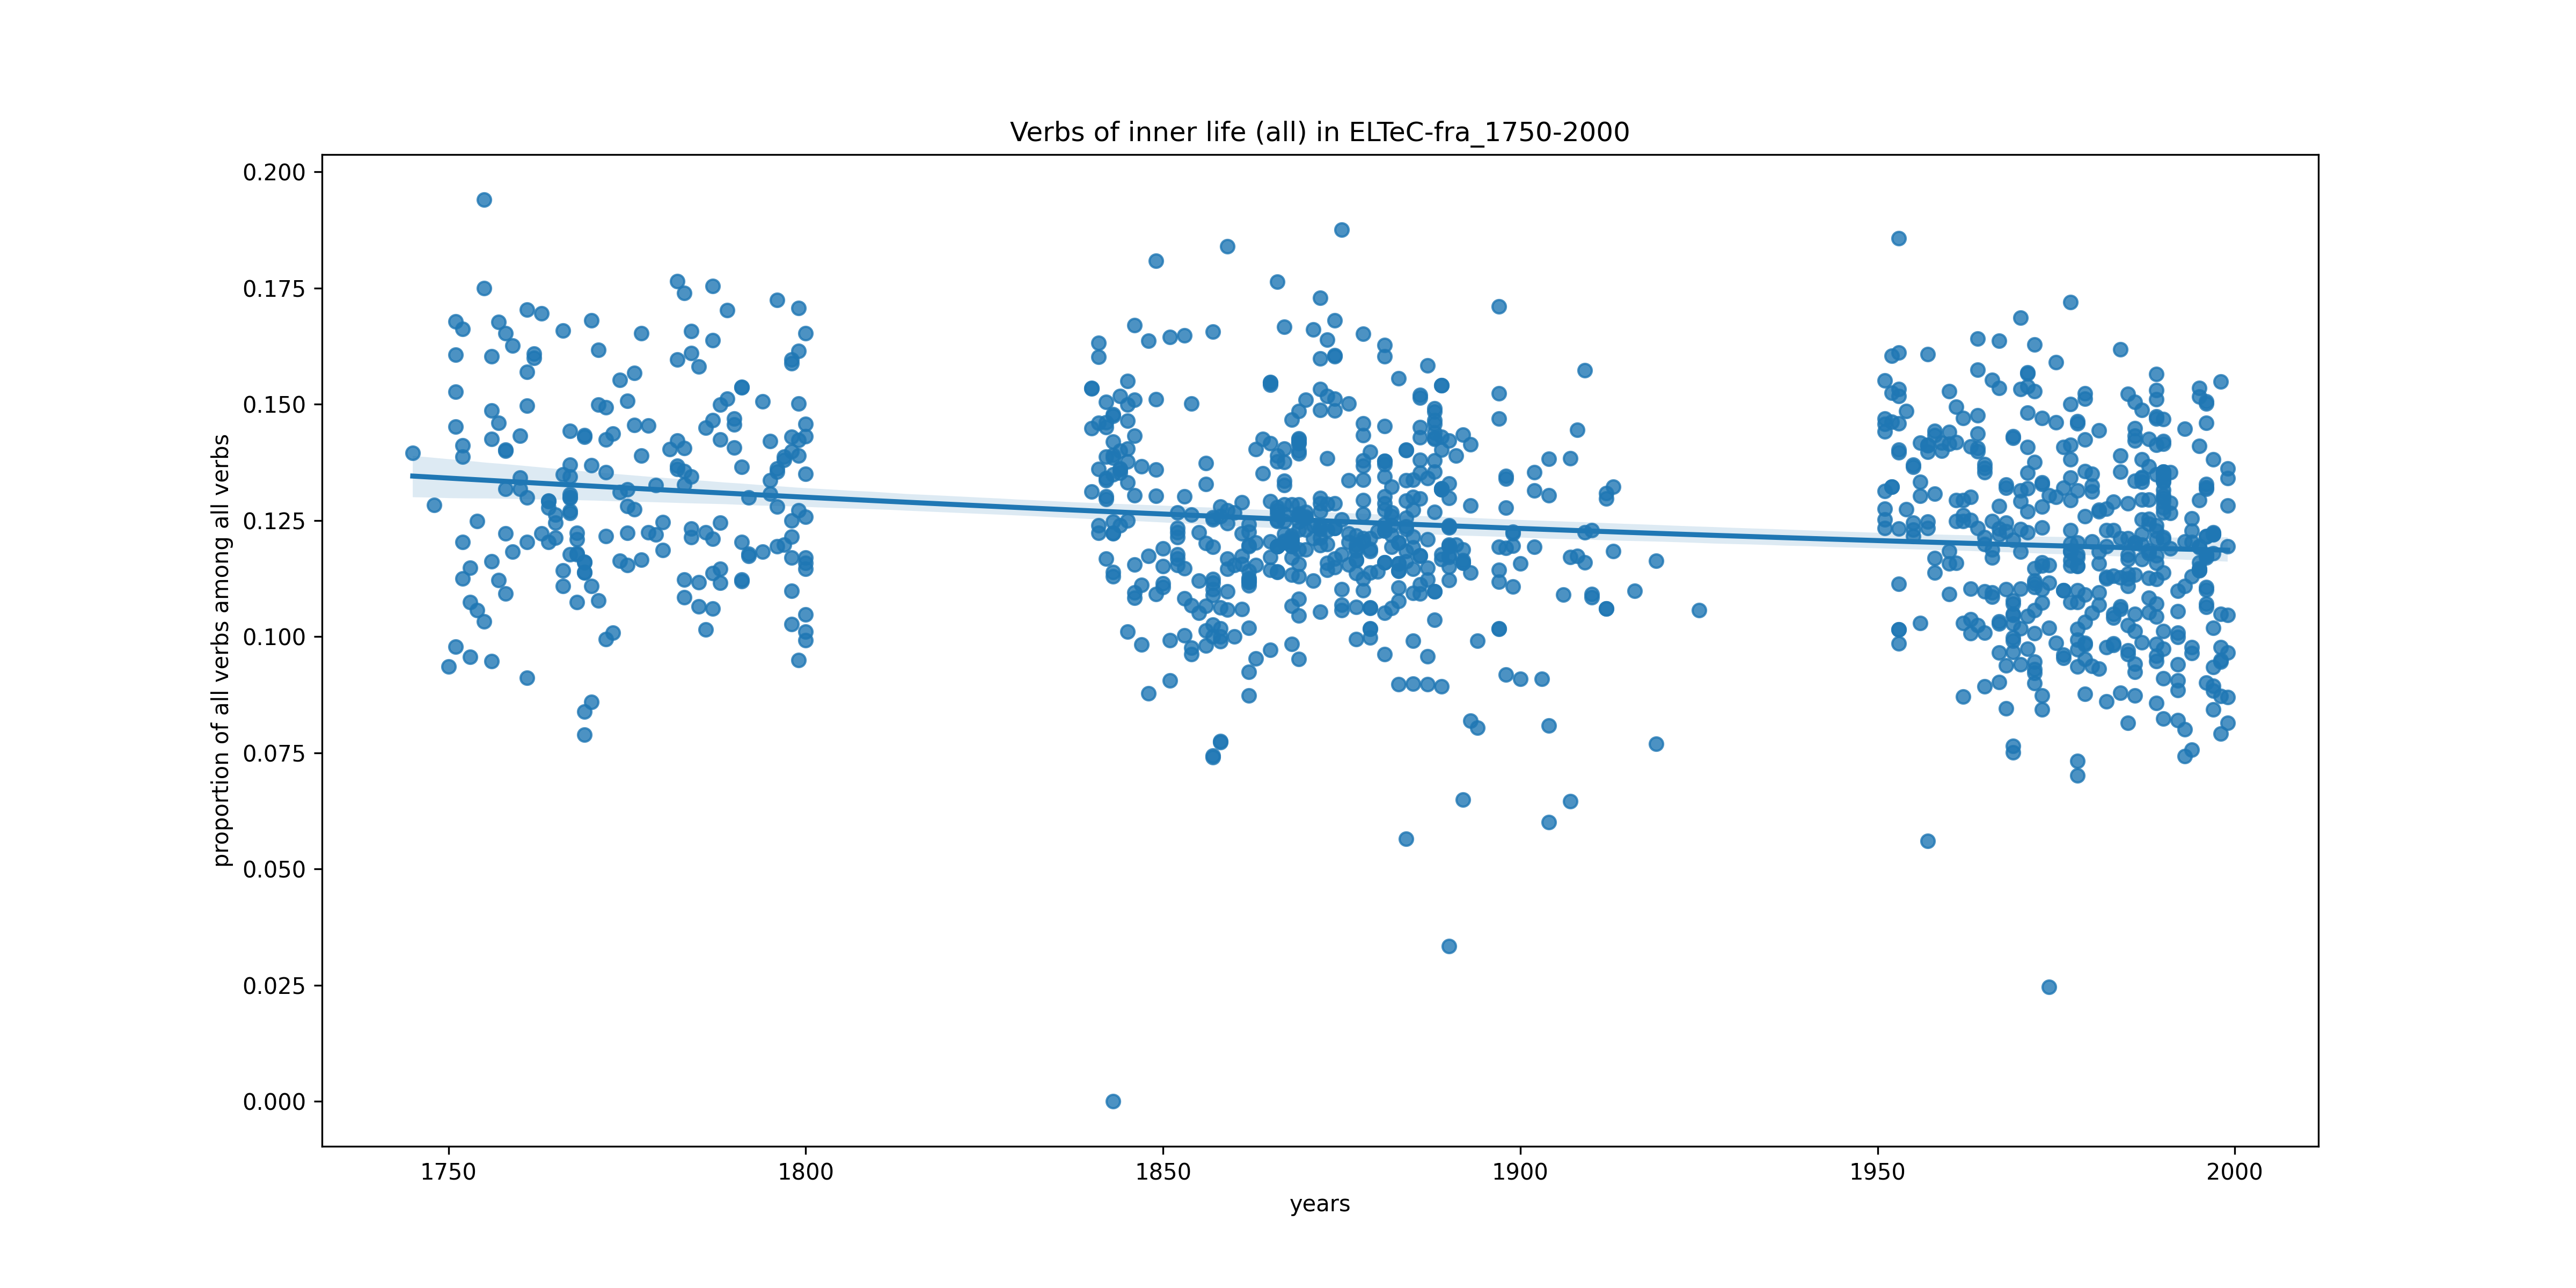 Verbs of inner life (all) in ELTeC-fra_1750-2000
proportion of all verbs among all verbs
0.200
0.175
0.150
0.125
0.100
0.075
0.050
0.025
0.000
1750 1800 1850 1900 1950 2000
years